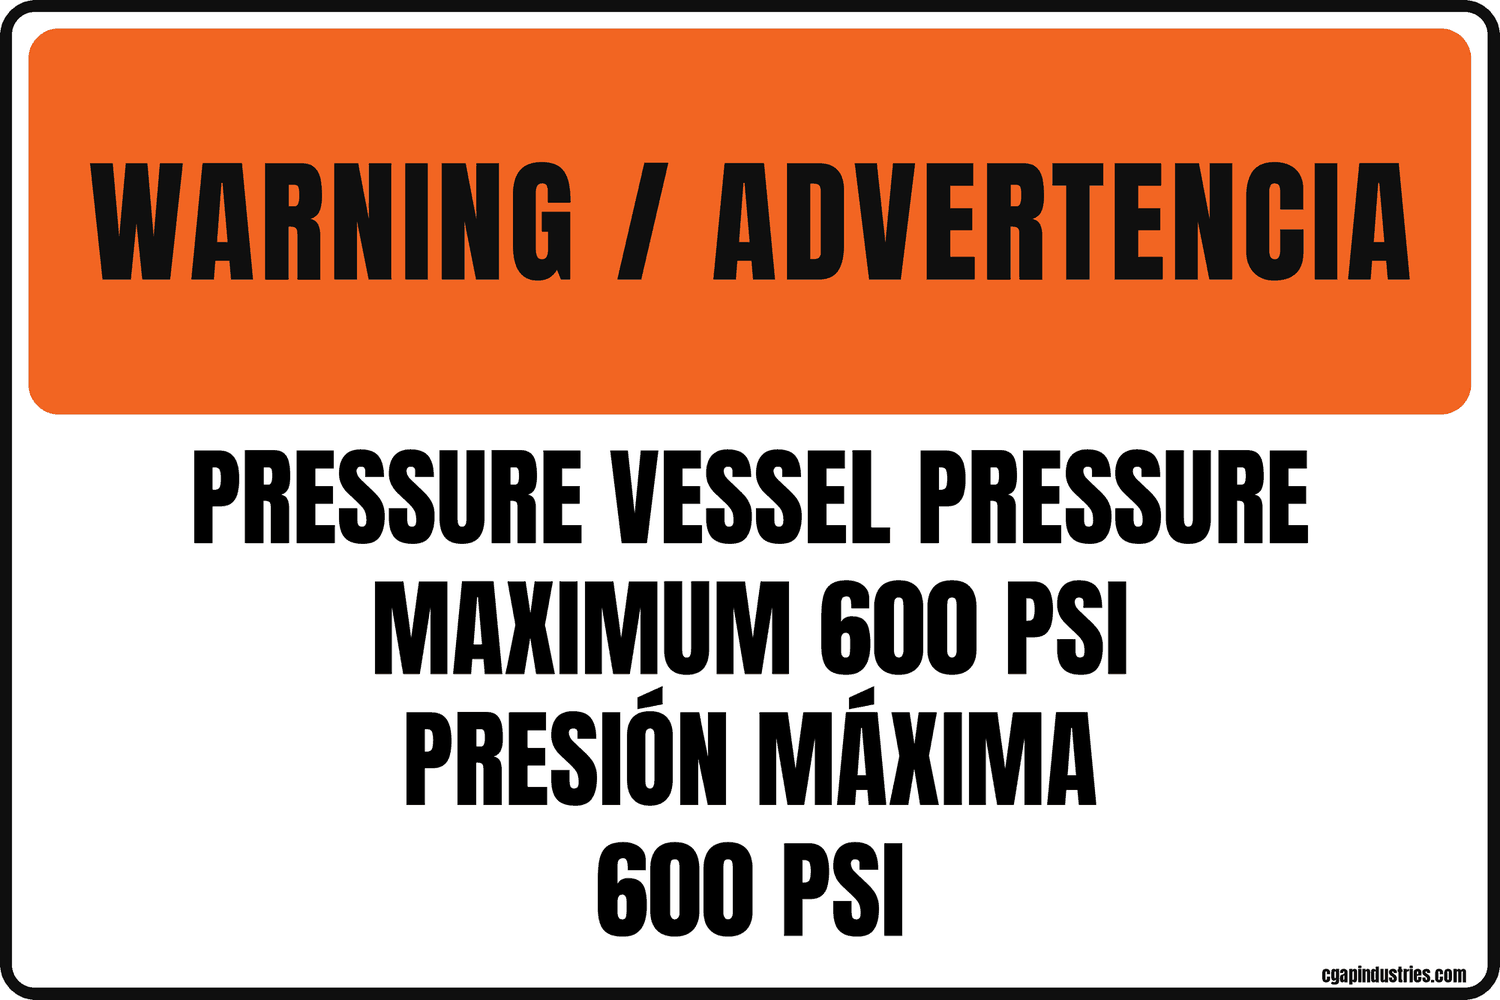 WARNING / ADVERTENCIA
PRESSURE VESSEL PRESSURE
MAXIMUM 600 PSI
PRESIÓN MÁXIMA
600 PSI
cgapindustries.com